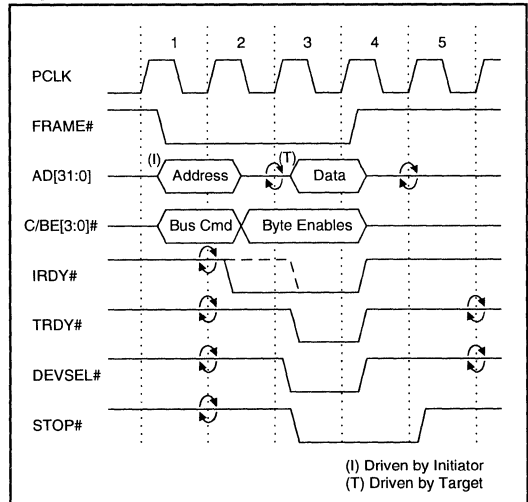 1 2 3 4 5
PCLK
FRAME#
(I) (T)
AD[31:0] Address Data
C/BE[3:0]# Bus Cmd Byte Enables
IRDY#
TRDY#
DEVSEL#
STOP#
(I) Driven by Initiator
(T) Driven by Target